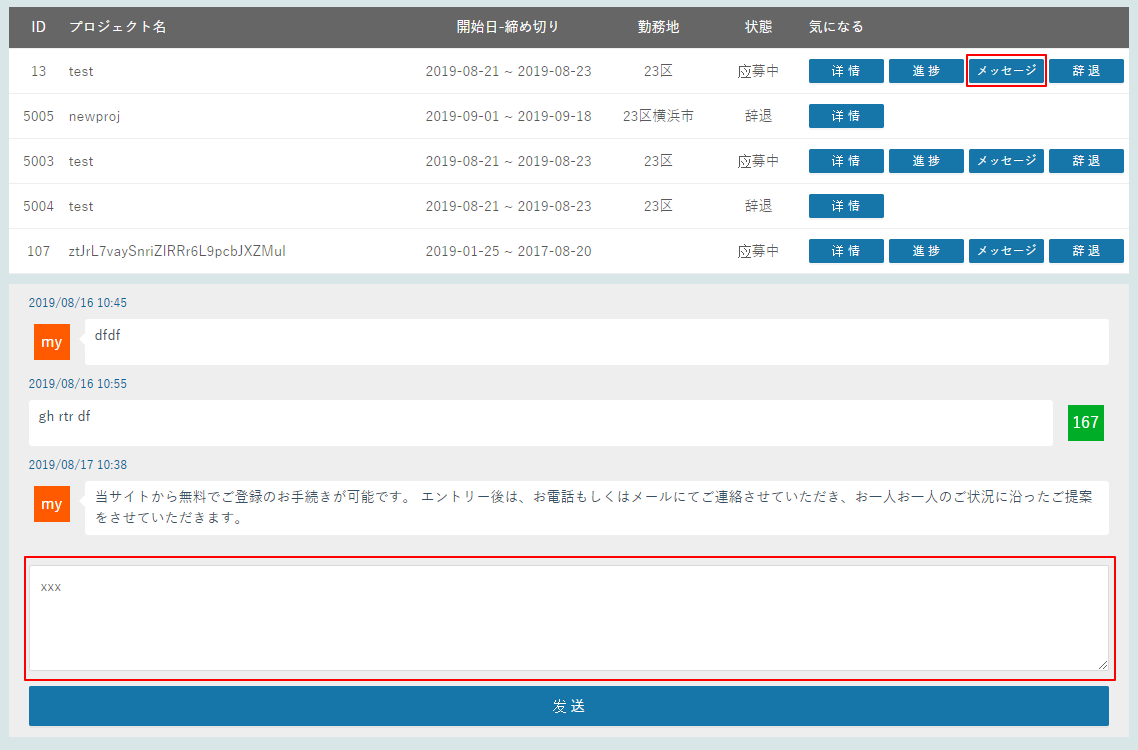 ID プロジェクト名 開始日-締め切り 勤務地 状態 気になる
13 test 2019-08-21 ~ 2019-08-23 23区 应募中 详 情 進 捗 メッセージ 辞 退
5005 newproj 2019-09-01 ~ 2019-09-18 23区横浜市 辞退 详 情
5003 test 2019-08-21 ~ 2019-08-23 23区 应募中 详 情 進 捗 メッセージ 辞 退
5004 test 2019-08-21 ~ 2019-08-23 23区 辞退 详 情
107 ztJrL7vaySnriZlRRr6L9pcbJXZMul 2019-01-25 ~ 2017-08-20 应募中 详 情 進 捗 メッセージ 辞 退
2019/08/16 10:45
my dfdf
2019/08/16 10:55
gh rtr df 167
2019/08/17 10:38
my 当サイトから無料でご登録のお手続きが可能です。 エントリー後は、お電話もしくはメールにてご連絡させていただき、お一人お一人のご状況に沿ったご提案
をさせていただきます。
xxx
发 送